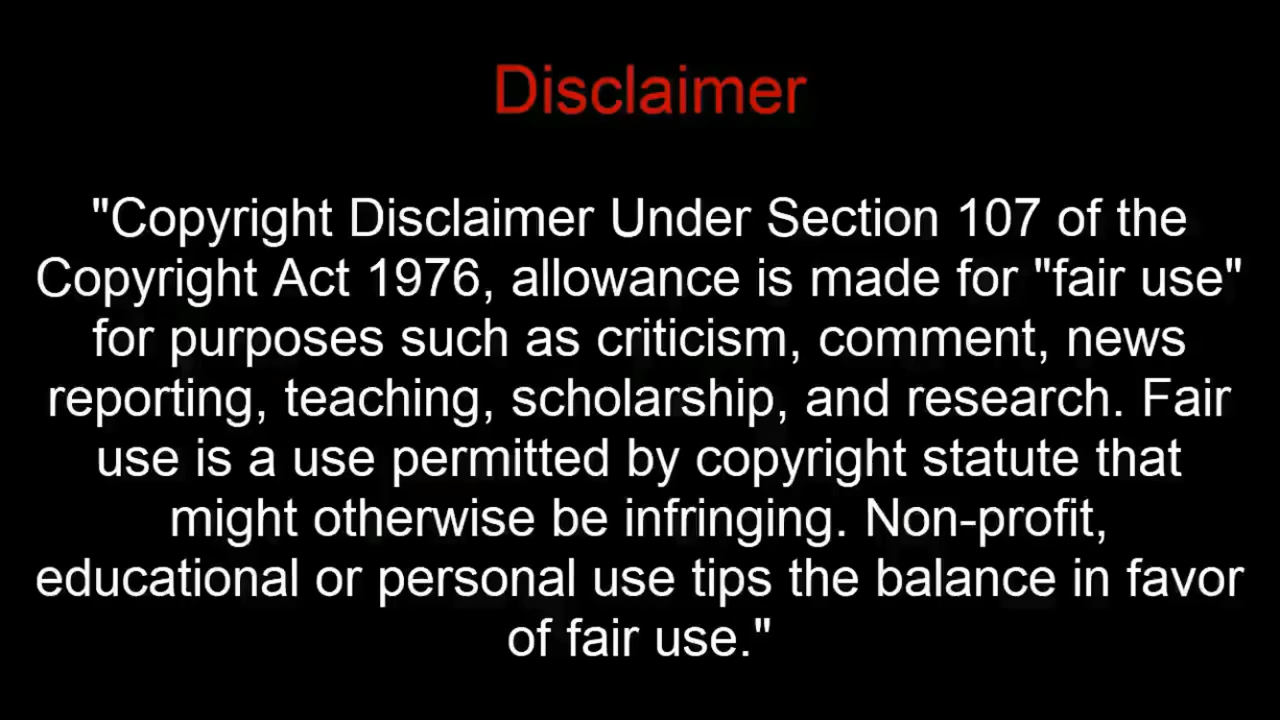 Disclaimer
"Copyright Disclaimer Under Section 107 of the
Copyright Act 1976, allowance is made for "fair use"
for purposes such as criticism, comment, news
reporting, teaching, scholarship, and research. Fair
use is a use permitted by copyright statute that
might otherwise be infringing. Non-profit,
educational or personal use tips the balance in favor
of fair use."